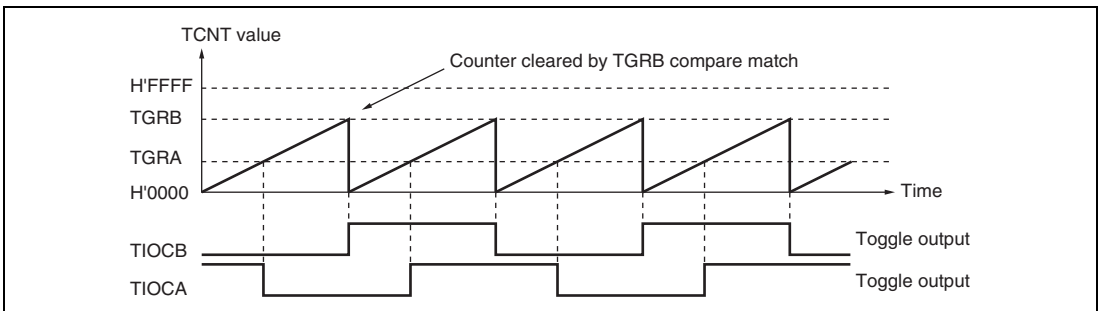 TCNT value
Counter cleared by TGRB compare match
H'FFFF
TGRB
TGRA
H'0000
Time
TIOCB
Toggle output
TIOCA
Toggle output